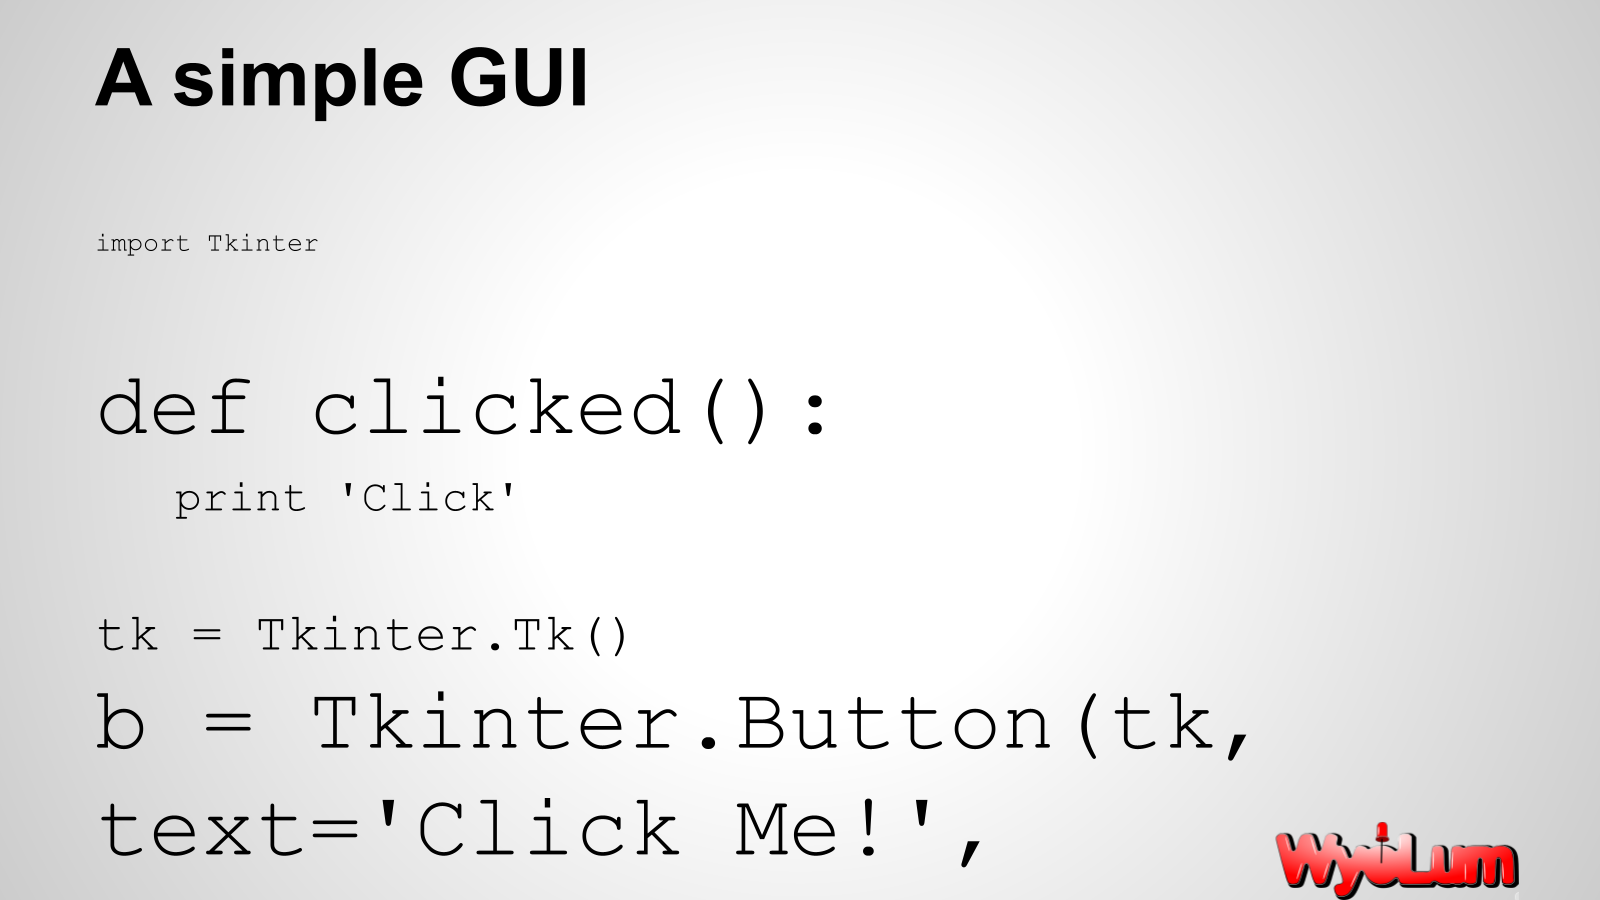 A simple GUI
import Tkinter
def clicked():
print 'Click'
tk = Tkinter.Tk()
b = Tkinter.Button(tk,
text='Click Me!',
WyoLum